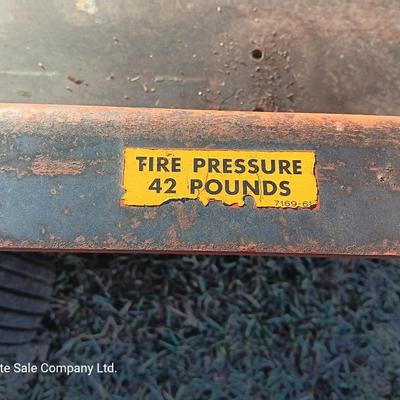 TIRE PRESSURE
42 POUNDS
7169-61
te Sale Company Ltd.